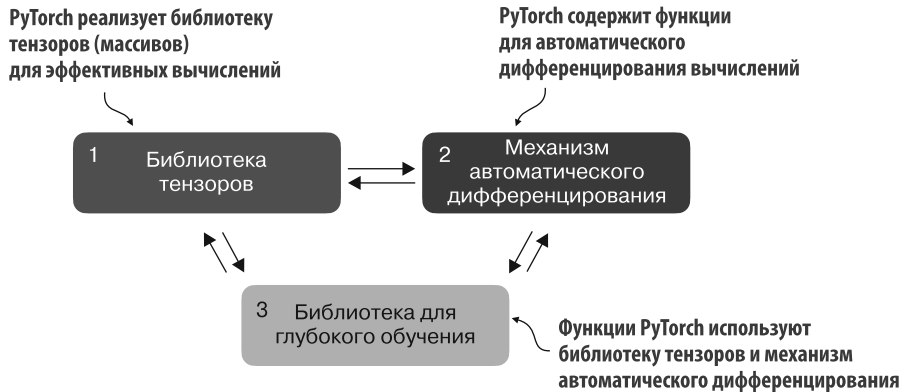 PyTorch реализует библиотеку
тензоров (массивов)
для эффективных вычислений
PyTorch содержит функции
для автоматического
дифференцирования вычислений
1
Библиотека
тензоров
2
Механизм
автоматического
дифференцирования
3
Библиотека для
глубокого обучения
Функции PyTorch используют
библиотеку тензоров и механизм
автоматического дифференцирования